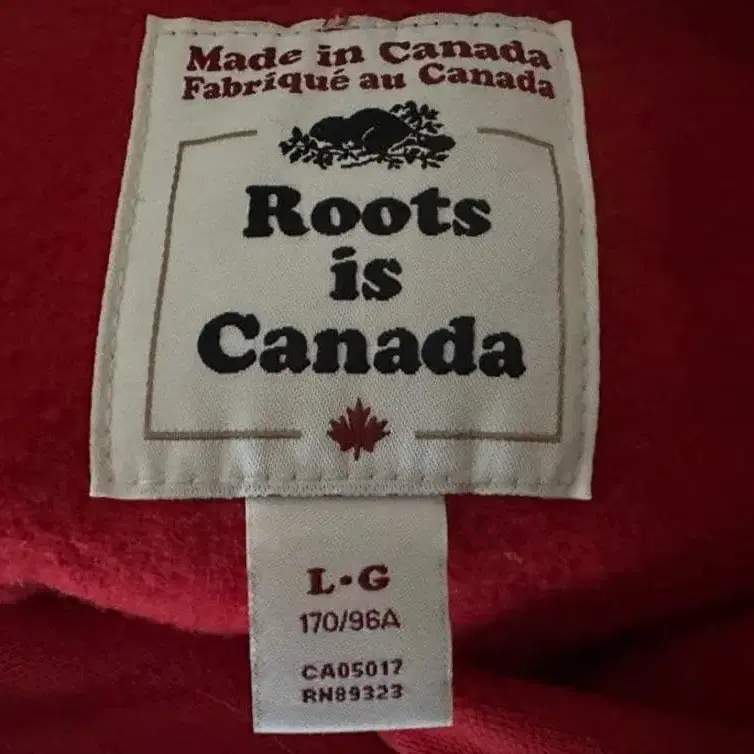 Made in Canada
Fabriqué au Canada
Roots
is
Canada
L•G
170/96A
CA05017
RN89323